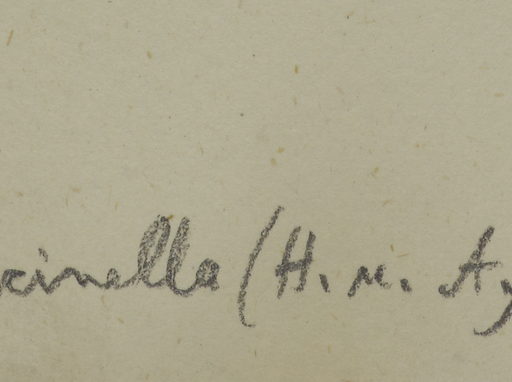 cinella (H. u. A,